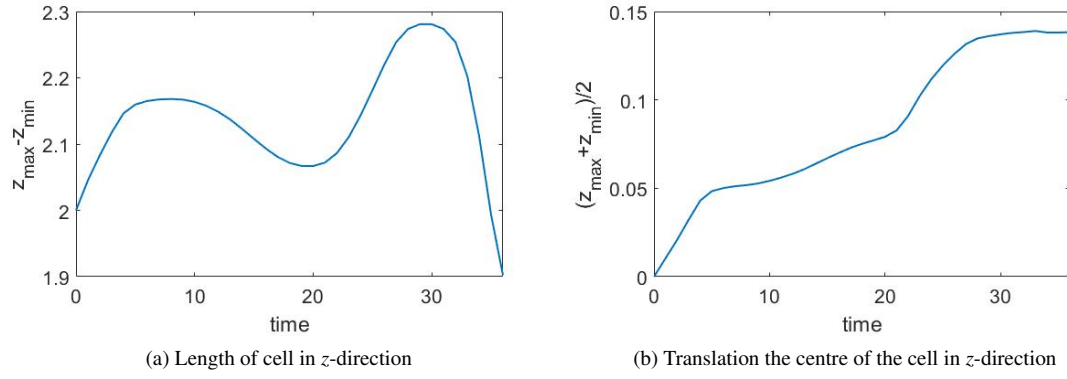 2.3
2.2
2.1
2
1.9
z_max-z_min
0
10
20
30
time
(a) Length of cell in z-direction
0.15
0.1
0.05
0
(z_max+z_min)/2
0
10
20
30
time
(b) Translation the centre of the cell in z-direction